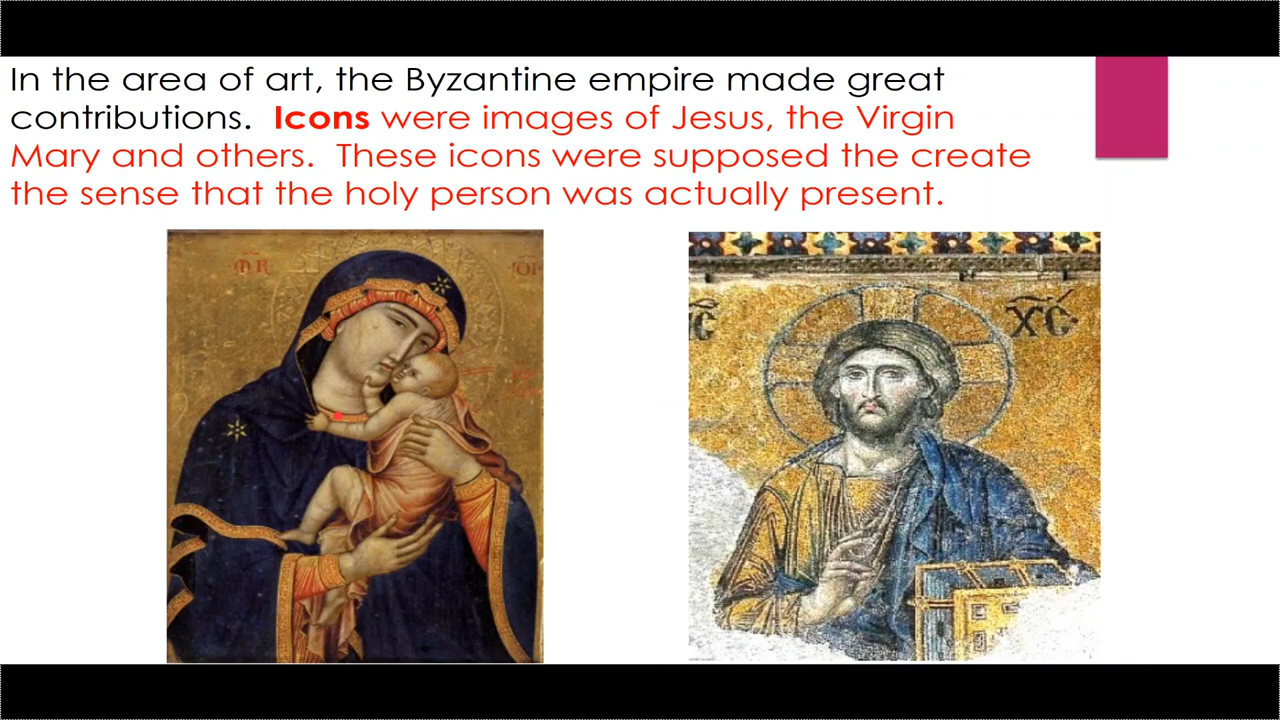 In the area of art, the Byzantine empire made great
contributions.  Icons were images of Jesus, the Virgin
Mary and others.  These icons were supposed the create
the sense that the holy person was actually present.
X͞C